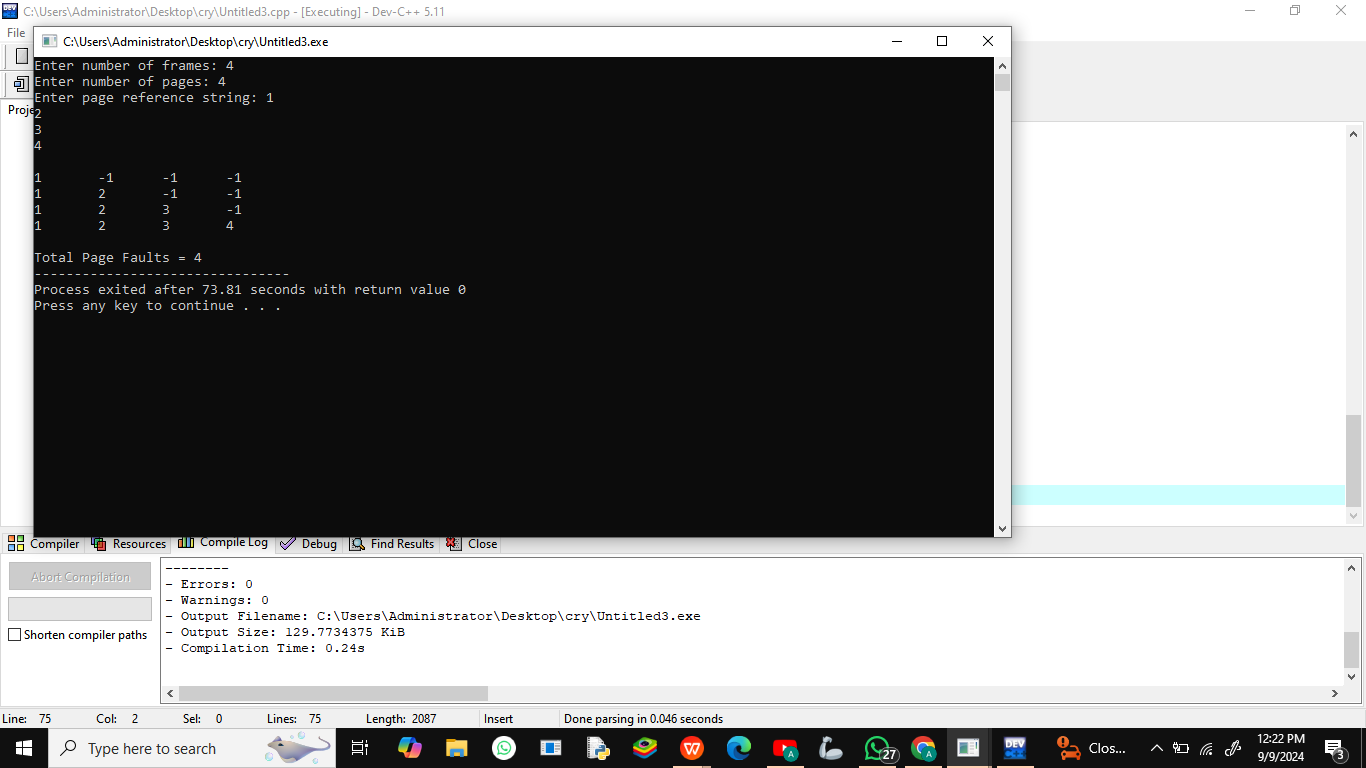 C:\Users\Administrator\Desktop\cry\Untitled3.cpp - [Executing] - Dev-C++ 5.11
File
C:\Users\Administrator\Desktop\cry\Untitled3.exe
Enter number of frames: 4
Enter number of pages: 4
Enter page reference string: 1
2
3
4
1 -1 -1 -1
1 2 -1 -1
1 2 3 -1
1 2 3 4
Total Page Faults = 4
--------------------------------
Process exited after 73.81 seconds with return value 0
Press any key to continue . . .
Compiler Resources Compile Log Debug Find Results Close
Abort Compilation
Shorten compiler paths
--------
- Errors: 0
- Warnings: 0
- Output Filename: C:\Users\Administrator\Desktop\cry\Untitled3.exe
- Output Size: 129.7734375 KiB
- Compilation Time: 0.24s
Line: 75 Col: 2 Sel: 0 Lines: 75 Length: 2087 Insert Done parsing in 0.046 seconds
Type here to search
27
DEV
Clos...
12:22 PM
9/9/2024
3